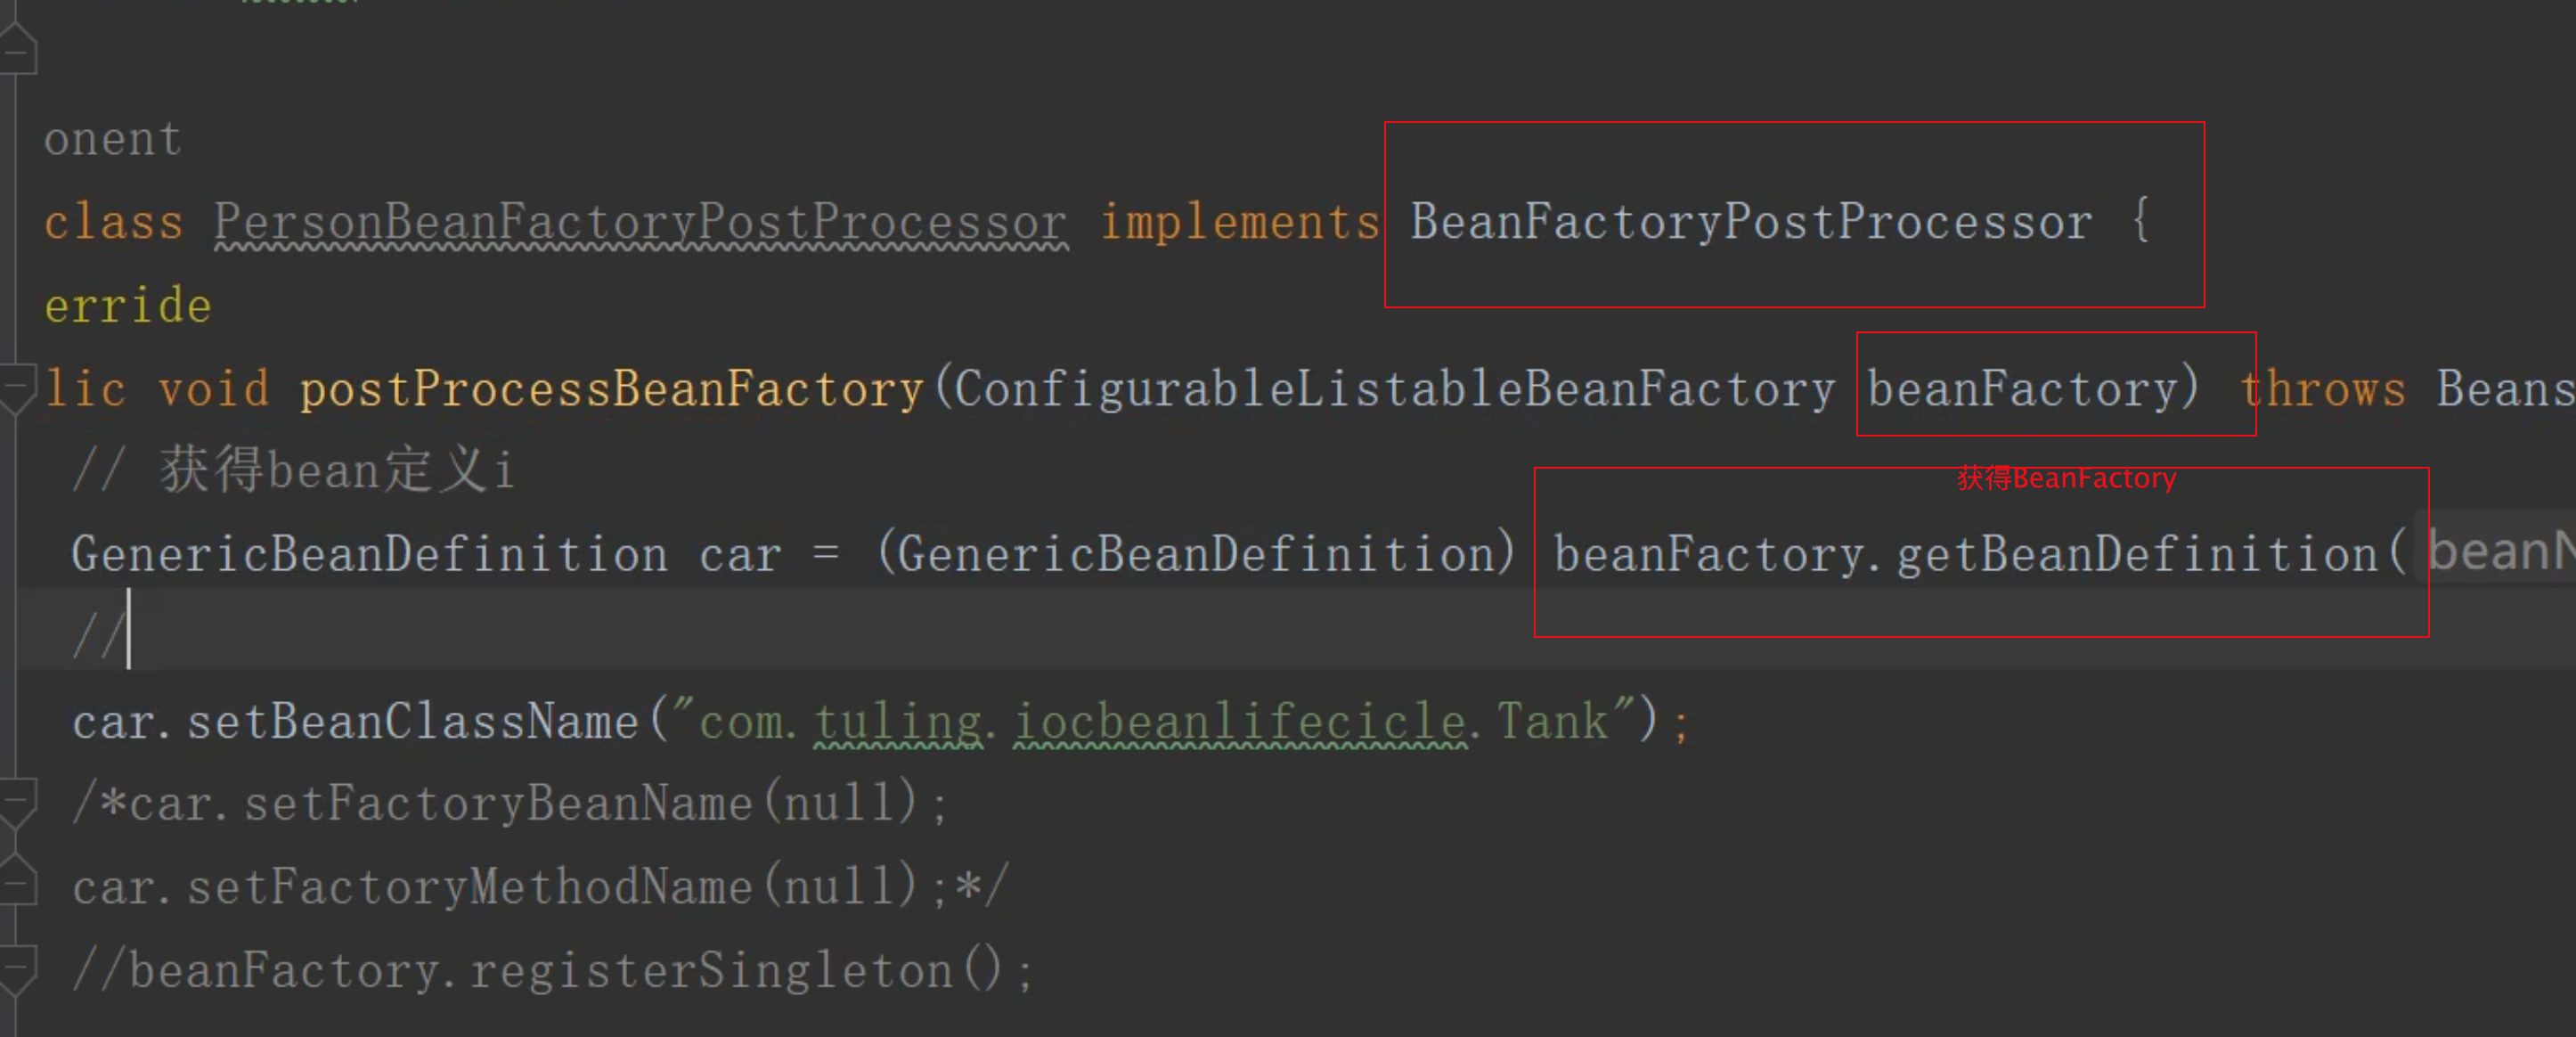 onent
class PersonBeanFactoryPostProcessor implements BeanFactoryPostProcessor {
erride
lic void postProcessBeanFactory(ConfigurableListableBeanFactory beanFactory) throws Beans
// 获得bean定义i
获得BeanFactory
GenericBeanDefinition car = (GenericBeanDefinition) beanFactory.getBeanDefinition( beanN
//
car.setBeanClassName("com.tuling.iocbeanlifecicle.Tank");
/*car.setFactoryBeanName(null);
car.setFactoryMethodName(null);*/
//beanFactory.registerSingleton();